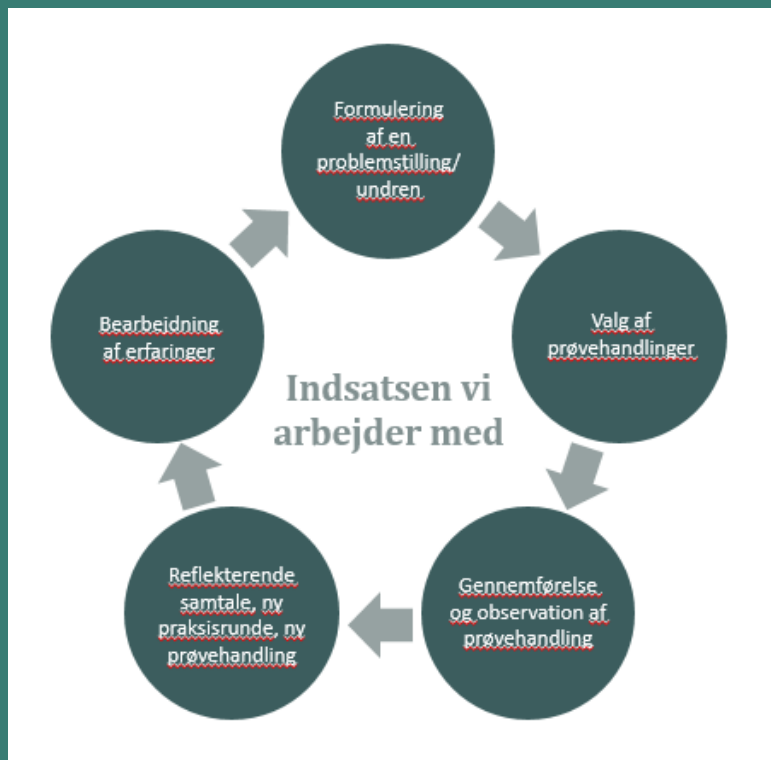 Formulering
af en
problemstilling/
undren
Valg af
prøvehandlinger
Gennemførelse
og observation af
prøvehandling
Reflekterende
samtale, ny
praksisrunde, ny
prøvehandling
Bearbejdning
af erfaringer
Indsatsen vi
arbejder med